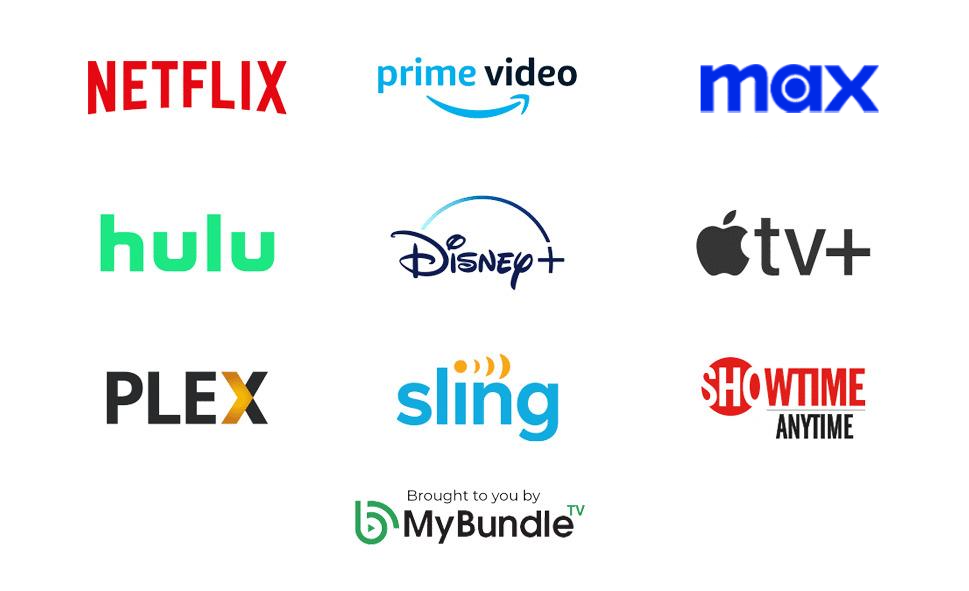 NETFLIX
prime video
max
hulu
Disney+
tv+
PLEX
sling
SHOWTIME
ANYTIME
Brought to you by
MyBundle TV